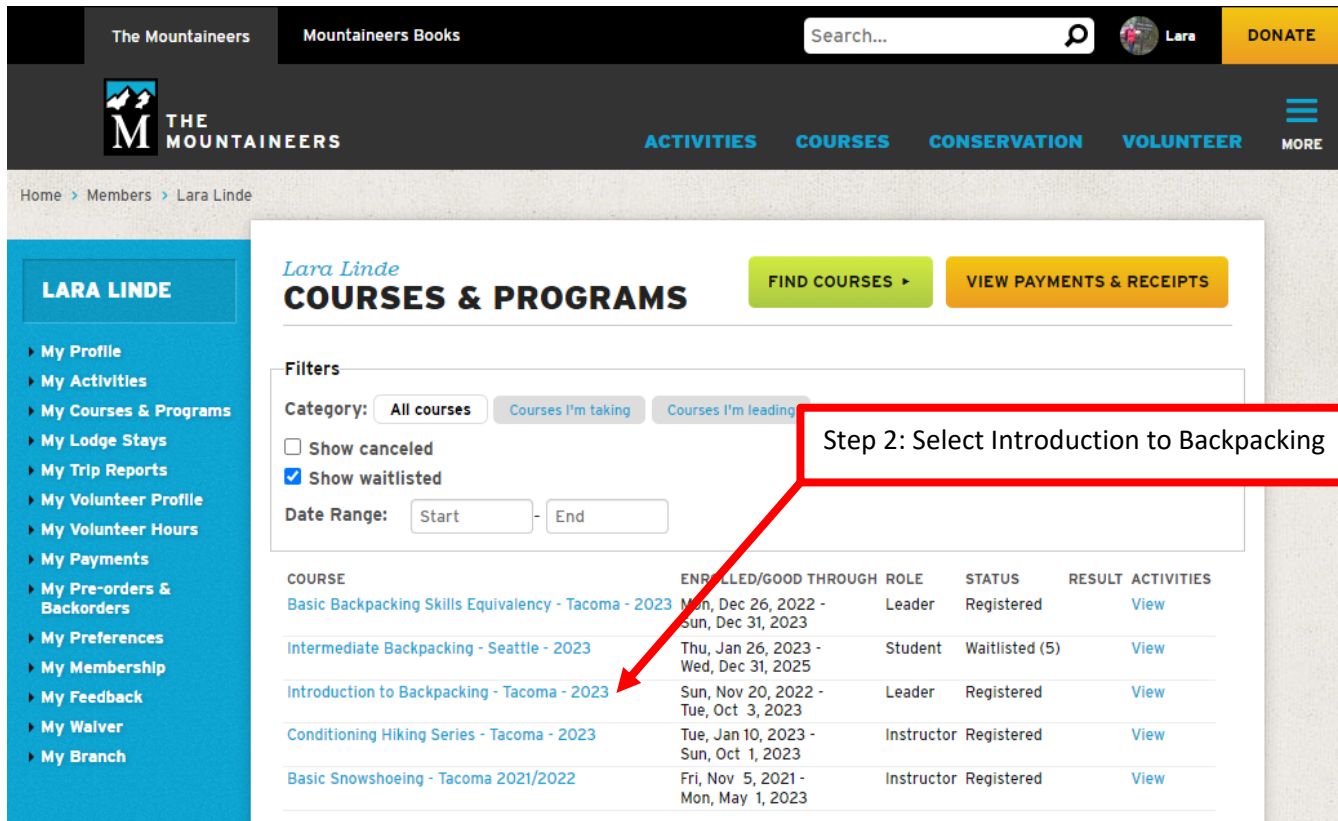 The Mountaineers
Mountaineers Books
Search...
Lara
DONATE
M THE
MOUNTAINEERS
ACTIVITIES
COURSES
CONSERVATION
VOLUNTEER
MORE
Home > Members > Lara Linde
LARA LINDE
My Profile
My Activities
My Courses & Programs
My Lodge Stays
My Trip Reports
My Volunteer Profile
My Volunteer Hours
My Payments
My Pre-orders &
Backorders
My Preferences
My Membership
My Feedback
My Waiver
My Branch
Lara Linde
COURSES & PROGRAMS
FIND COURSES
VIEW PAYMENTS & RECEIPTS
Filters
Category: All courses Courses I'm taking Courses I'm leading
Step 2: Select Introduction to Backpacking
Show canceled
Show waitlisted
Date Range: Start - End
COURSE ENROLLED/GOOD THROUGH ROLE STATUS RESULT ACTIVITIES
Basic Backpacking Skills Equivalency - Tacoma - 2023 Mon, Dec 26, 2022 - Leader Registered View
Sun, Dec 31, 2023
Intermediate Backpacking - Seattle - 2023 Thu, Jan 26, 2023 - Student Waitlisted (5) View
Wed, Dec 31, 2025
Introduction to Backpacking - Tacoma - 2023 Sun, Nov 20, 2022 - Leader Registered View
Tue, Oct 3, 2023
Conditioning Hiking Series - Tacoma - 2023 Tue, Jan 10, 2023 - Instructor Registered View
Sun, Oct 1, 2023
Basic Snowshoeing - Tacoma 2021/2022 Fri, Nov 5, 2021 - Instructor Registered View
Mon, May 1, 2023